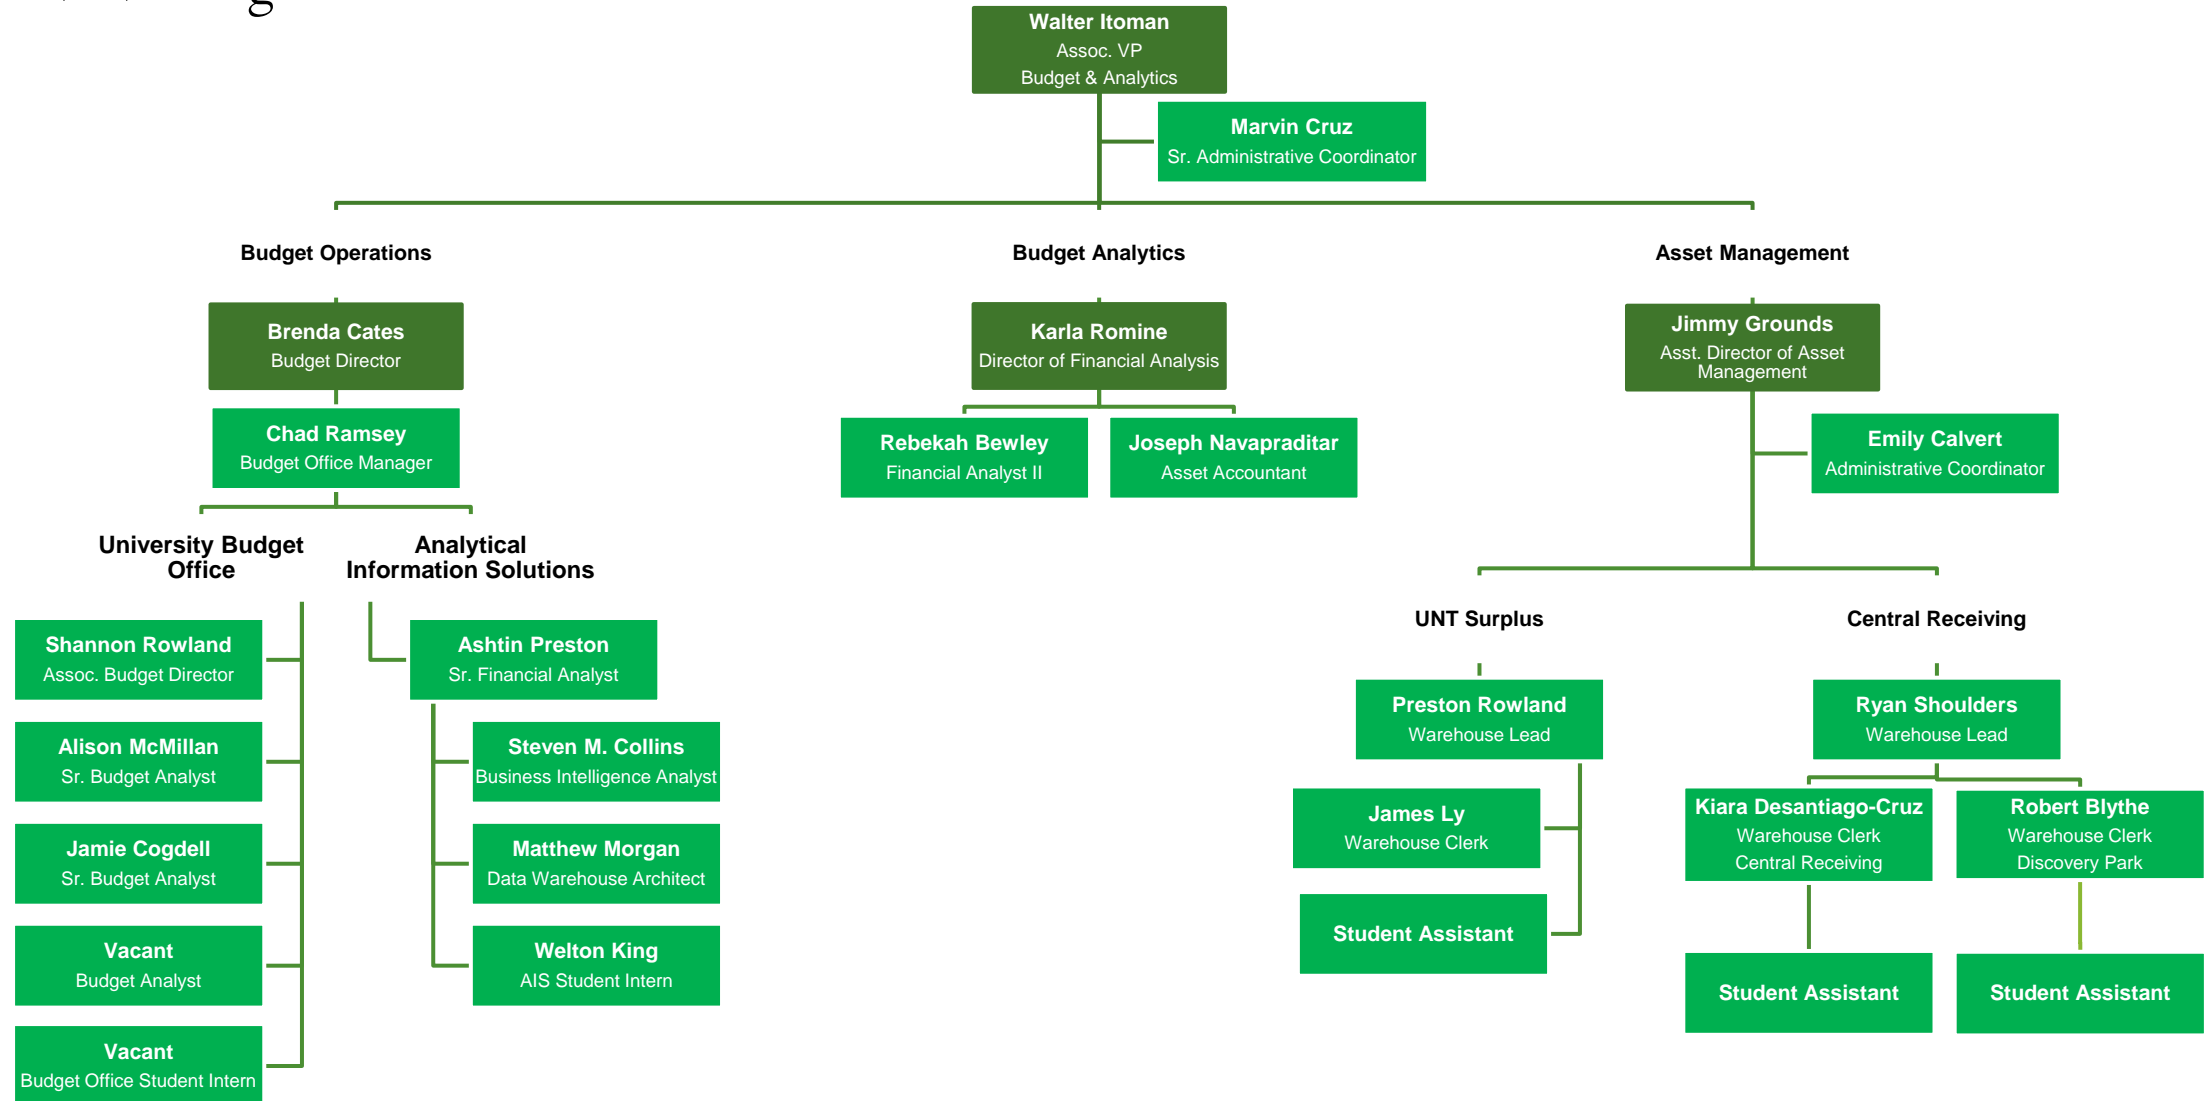 Walter Itoman
Assoc. VP
Budget & Analytics
Marvin Cruz
Sr. Administrative Coordinator
Budget Operations
Budget Analytics
Asset Management
Brenda Cates
Budget Director
Karla Romine
Director of Financial Analysis
Jimmy Grounds
Asst. Director of Asset
Management
Chad Ramsey
Budget Office Manager
Rebekah Bewley
Financial Analyst II
Joseph Navapraditar
Asset Accountant
Emily Calvert
Administrative Coordinator
University Budget
Office
Analytical
Information Solutions
Shannon Rowland
Assoc. Budget Director
Alison McMillan
Sr. Budget Analyst
Jamie Cogdell
Sr. Budget Analyst
Vacant
Budget Analyst
Vacant
Budget Office Student Intern
Ashtin Preston
Sr. Financial Analyst
Steven M. Collins
Business Intelligence Analyst
Matthew Morgan
Data Warehouse Architect
Welton King
AIS Student Intern
UNT Surplus
Central Receiving
Preston Rowland
Warehouse Lead
James Ly
Warehouse Clerk
Student Assistant
Ryan Shoulders
Warehouse Lead
Kiara Desantiago-Cruz
Warehouse Clerk
Central Receiving
Student Assistant
Robert Blythe
Warehouse Clerk
Discovery Park
Student Assistant